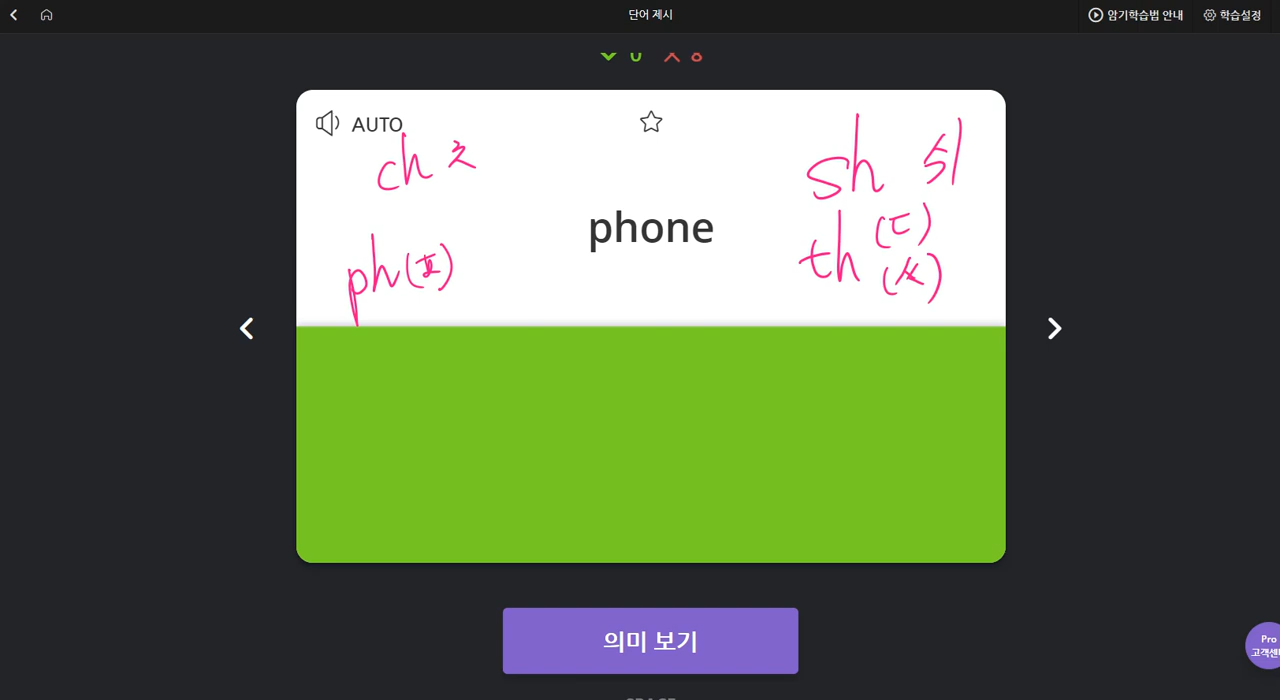 단어 제시
암기학습법 안내
학습설정
AUTO
ch ㅊ
sh 쉬
phone
th (ㄷ)
(ㅅ)
ph (ㅍ)
의미 보기
Pro